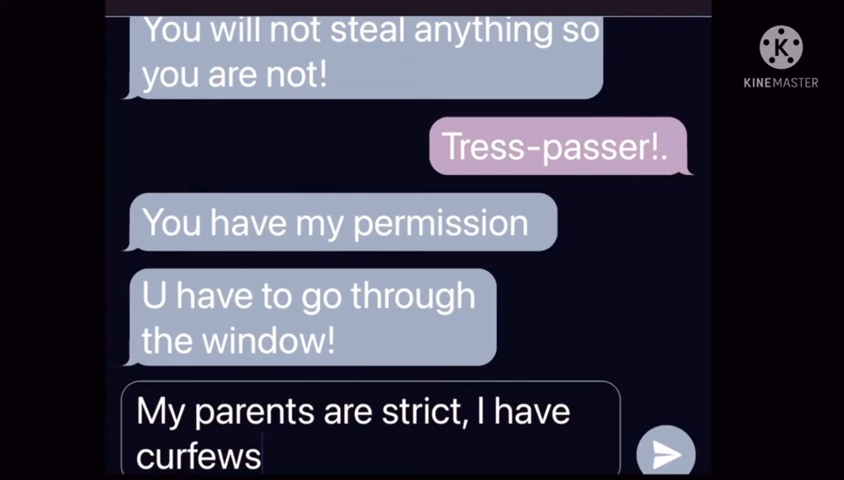 You will not steal anything so
you are not!
Tress-passer!.
You have my permission
U have to go through
the window!
My parents are strict, I have
curfews
K
KINEMASTER